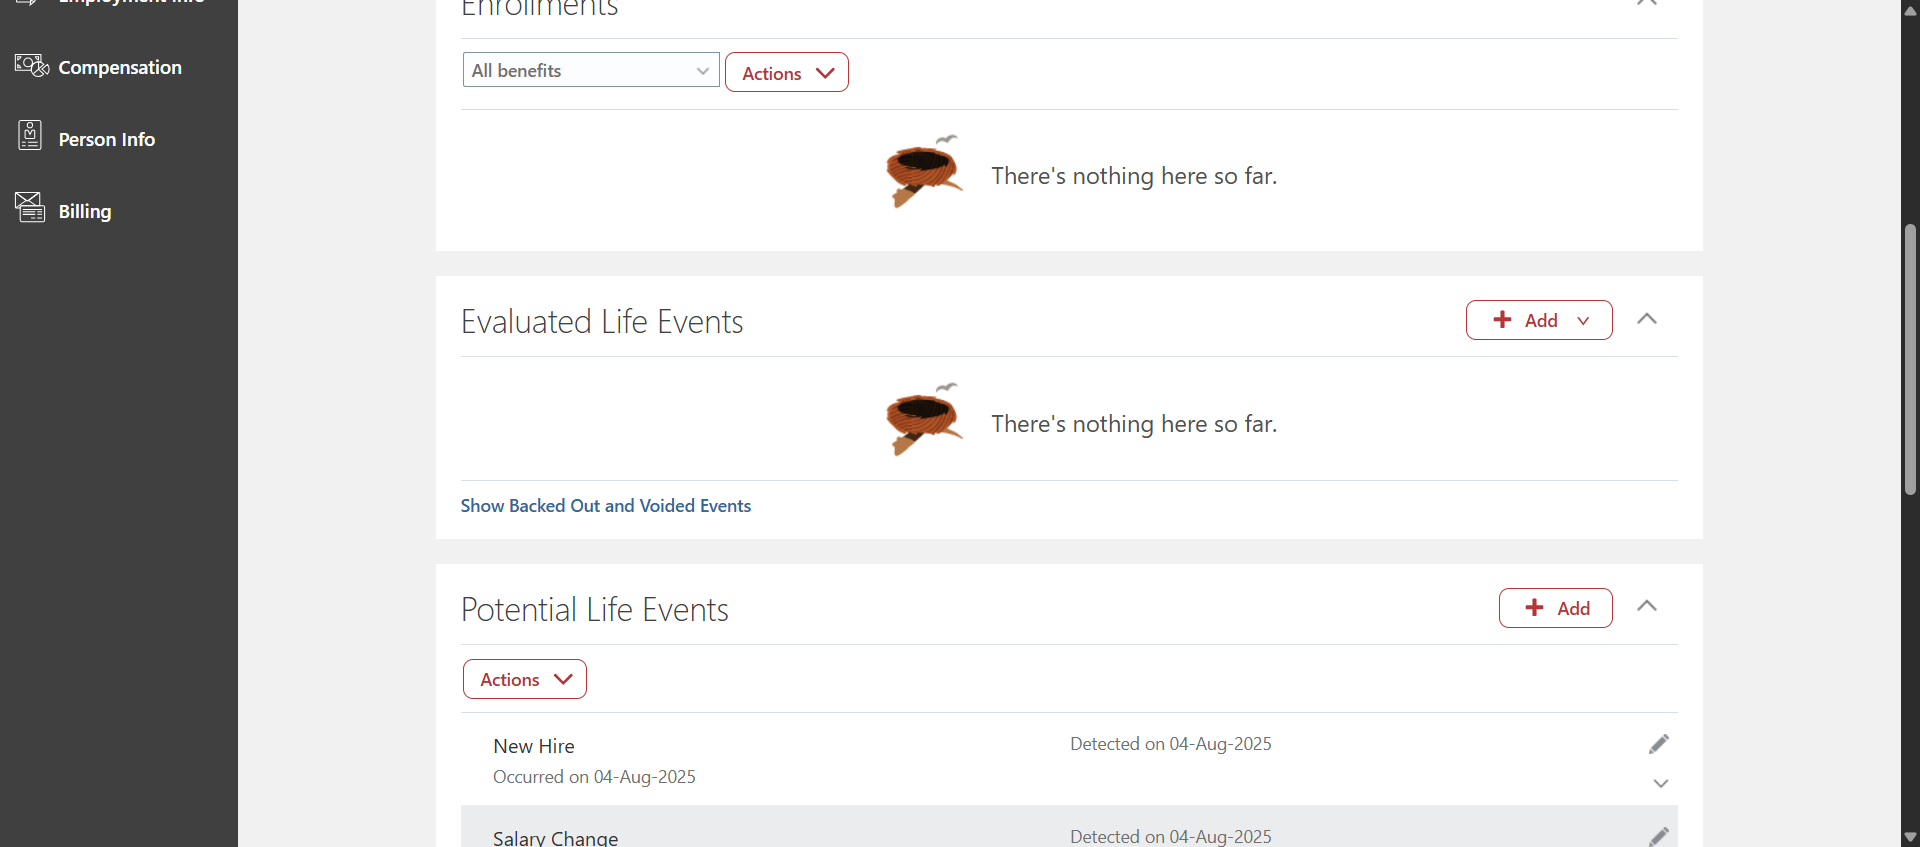 Employment Info
Compensation
Person Info
Billing
Enrollments
All benefits
Actions
There's nothing here so far.
Evaluated Life Events
Add
There's nothing here so far.
Show Backed Out and Voided Events
Potential Life Events
Add
Actions
New Hire
Detected on 04-Aug-2025
Occurred on 04-Aug-2025
Salary Change
Detected on 04-Aug-2025